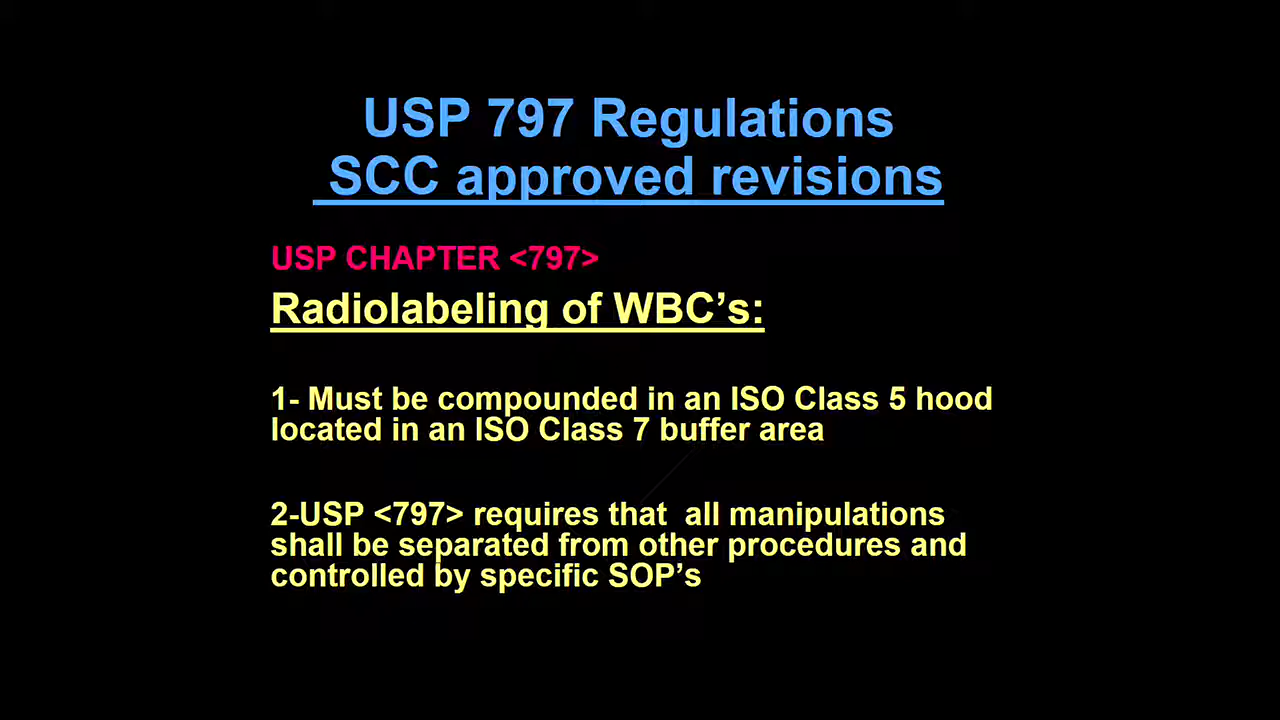 USP 797 Regulations
SCC approved revisions
USP CHAPTER <797>
Radiolabeling of WBC’s:
1- Must be compounded in an ISO Class 5 hood
located in an ISO Class 7 buffer area
2-USP <797> requires that all manipulations
shall be separated from other procedures and
controlled by specific SOP’s